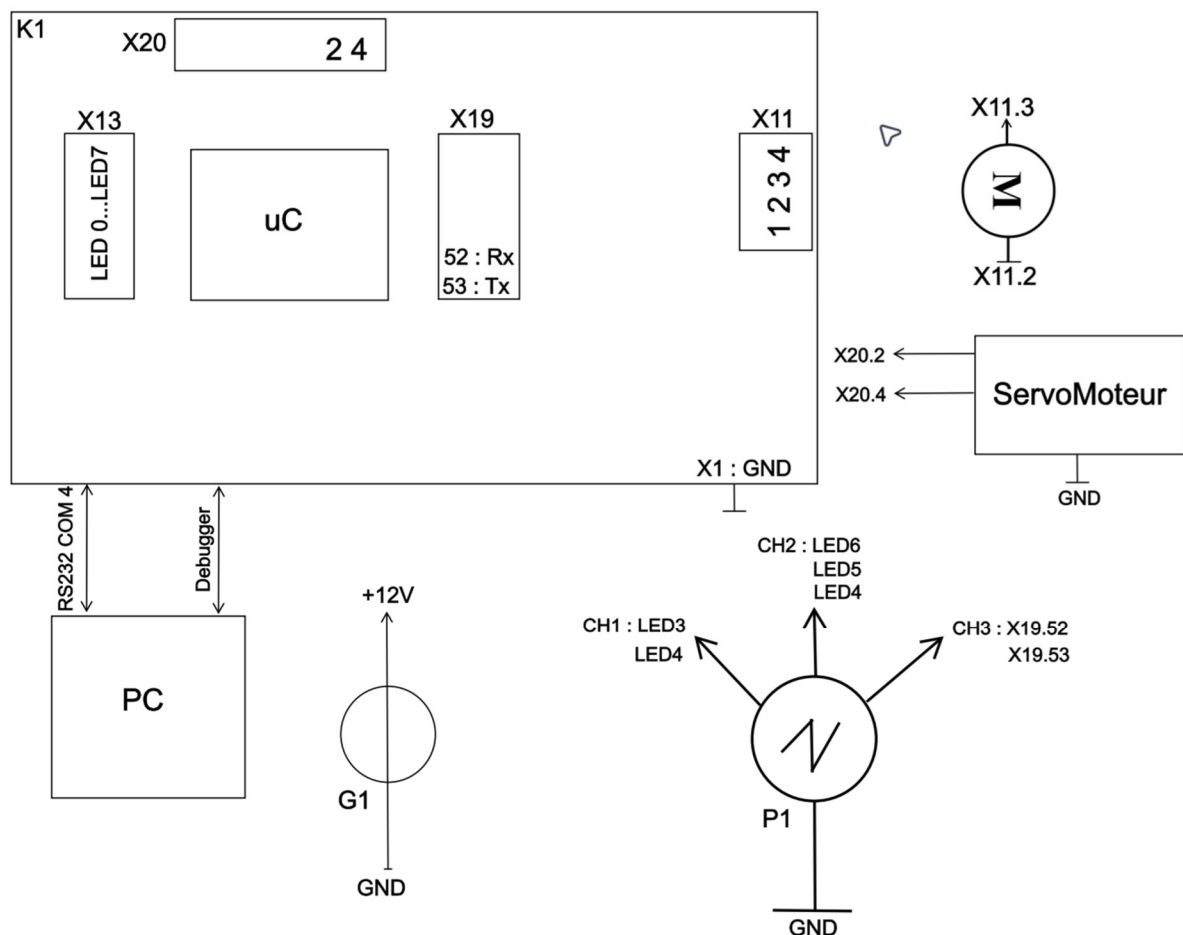 K1
X20
2 4
X13
LED 0...LED7
uC
X19
52 : Rx
53 : Tx
X11
1 2 3 4
X11.3
M
X11.2
X20.2
X20.4
ServoMoteur
GND
X1 : GND
RS232 COM 4
Debugger
PC
+12V
G1
GND
CH1 : LED3
LED4
CH2 : LED6
LED5
LED4
CH3 : X19.52
X19.53
P1
GND